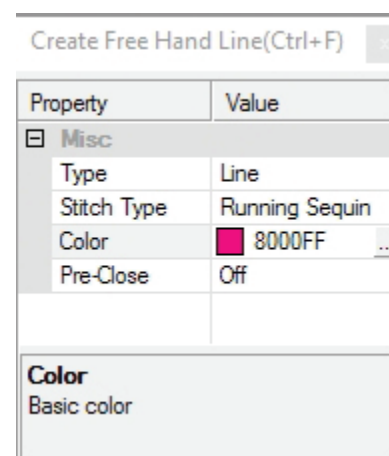 Create Free Hand Line(Ctrl+F)
Property Value
Misc
Type Line
Stitch Type Running Sequin
Color 8000FF ...
Pre-Close Off
Color
Basic color